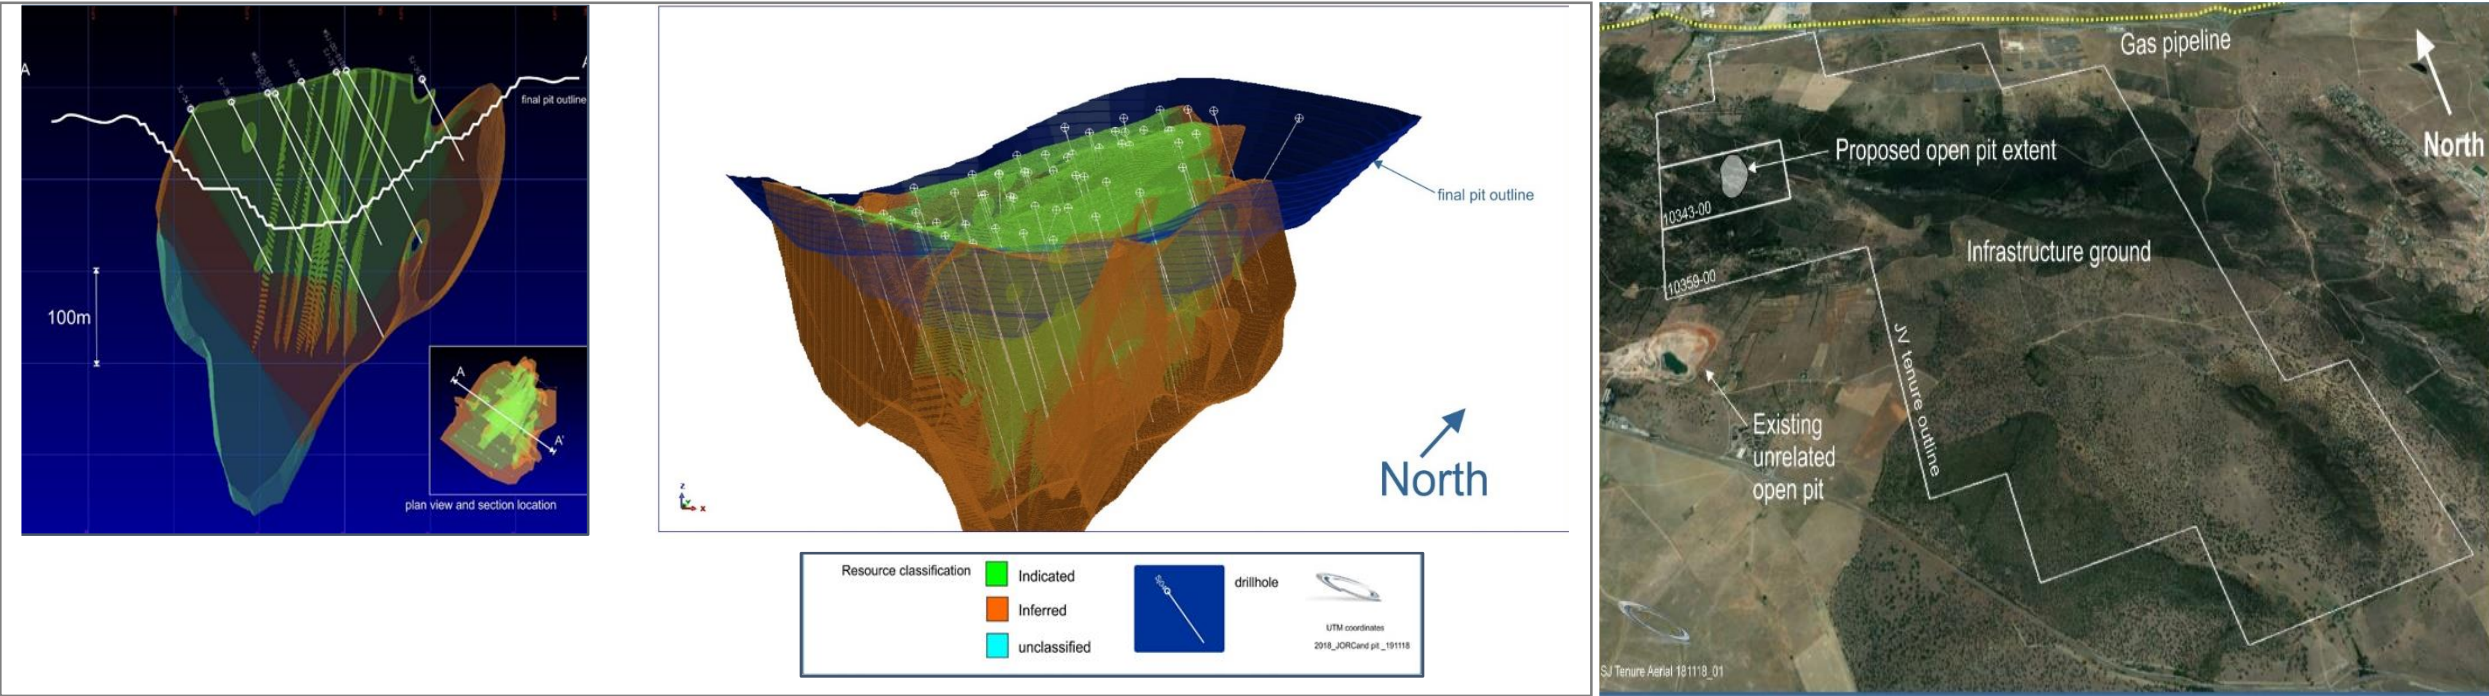 A
A
final pit outline
100m
A
A'
plan view and section location
final pit outline
North
z
Y
x
Resource classification
Indicated
Inferred
unclassified
drillhole
UTM coordinates
2018_JORCand pit _191118
Gas pipeline
North
Proposed open pit extent
10343-00
Infrastructure ground
10359-00
JV tenure outline
Existing
unrelated
open pit
SJ Tenure Aerial 181118_01